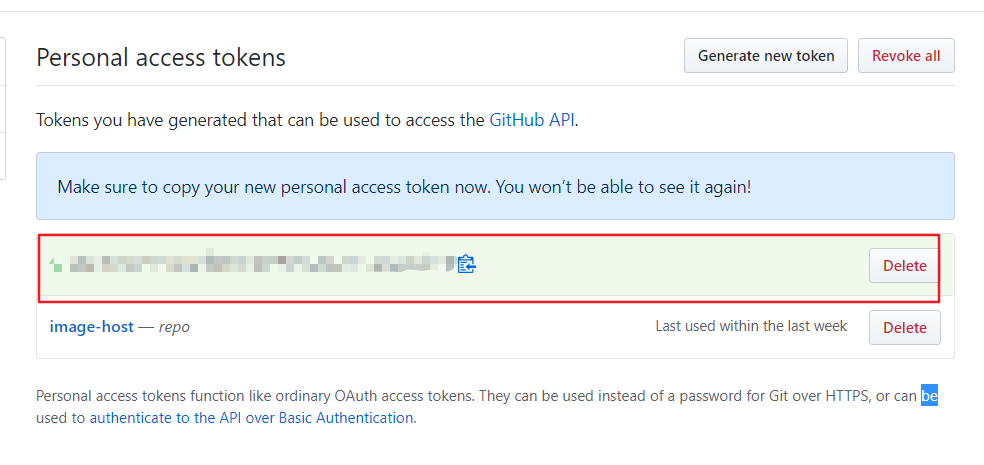 Personal access tokens
Generate new token
Revoke all
Tokens you have generated that can be used to access the GitHub API.
Make sure to copy your new personal access token now. You won’t be able to see it again!
Delete
image-host — repo
Last used within the last week
Delete
Personal access tokens function like ordinary OAuth access tokens. They can be used instead of a password for Git over HTTPS, or can be
used to authenticate to the API over Basic Authentication.